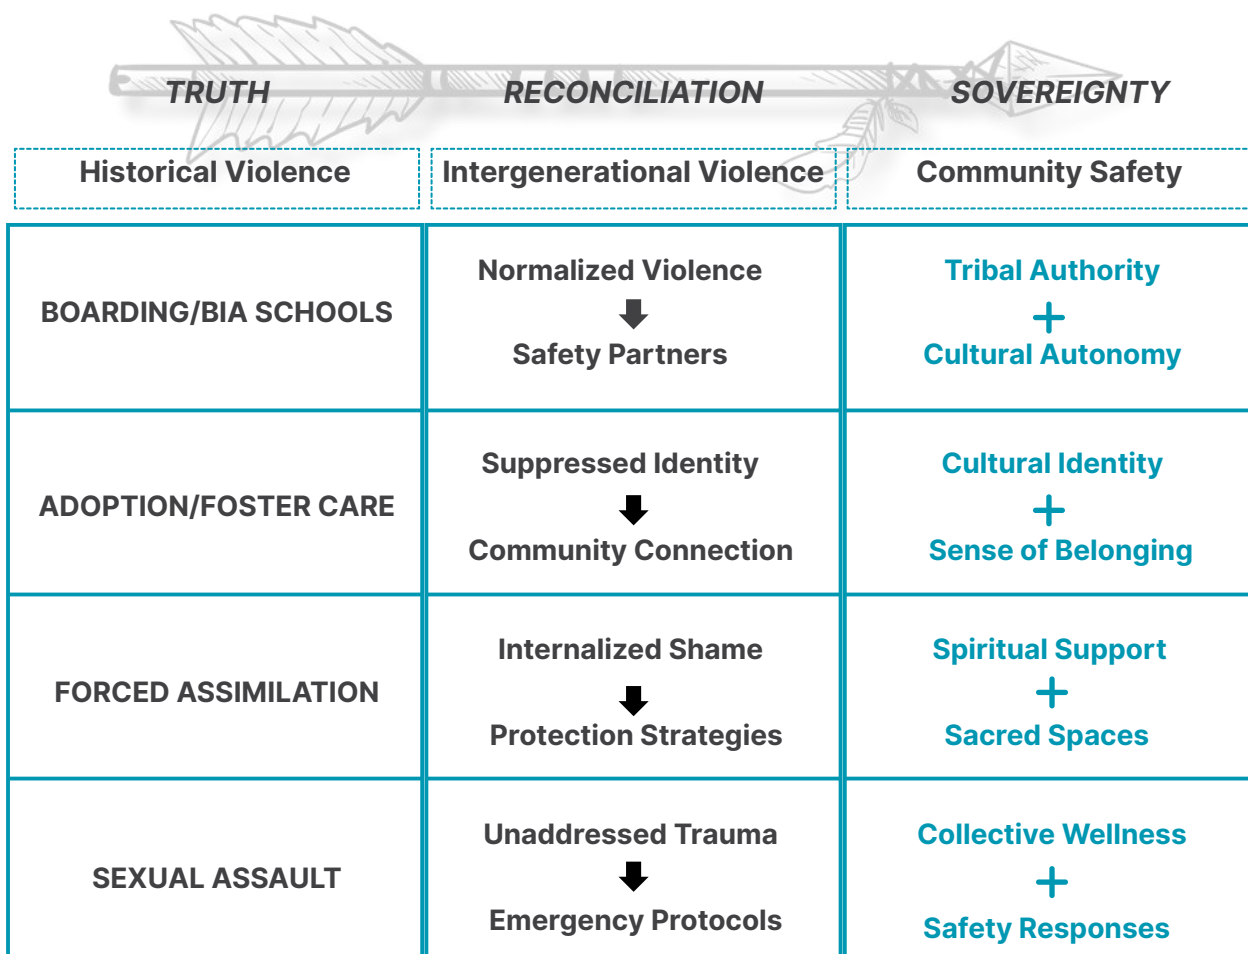 TRUTH
RECONCILIATION
SOVEREIGNTY
Historical Violence
Intergenerational Violence
Community Safety
BOARDING/BIA SCHOOLS
Normalized Violence
Safety Partners
Tribal Authority
+
Cultural Autonomy
ADOPTION/FOSTER CARE
Suppressed Identity
Community Connection
Cultural Identity
+
Sense of Belonging
FORCED ASSIMILATION
Internalized Shame
Protection Strategies
Spiritual Support
+
Sacred Spaces
SEXUAL ASSAULT
Unaddressed Trauma
Emergency Protocols
Collective Wellness
+
Safety Responses